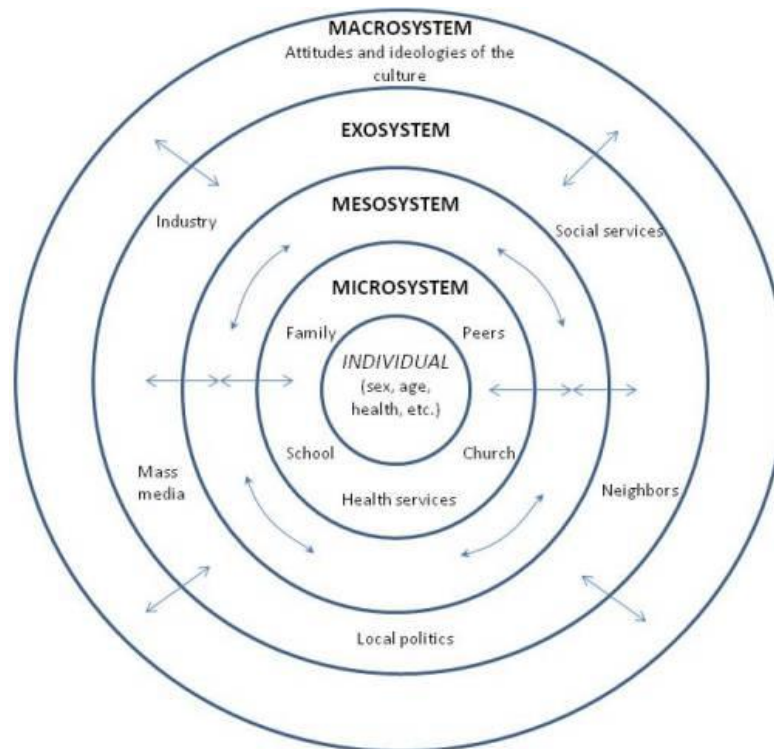 MACROSYSTEM
Attitudes and ideologies of the
culture
EXOSYSTEM
MESOSYSTEM
Industry
Social services
MICROSYSTEM
Family
Peers
INDIVIDUAL
(sex, age,
health, etc.)
School
Church
Mass
media
Health services
Neighbors
Local politics